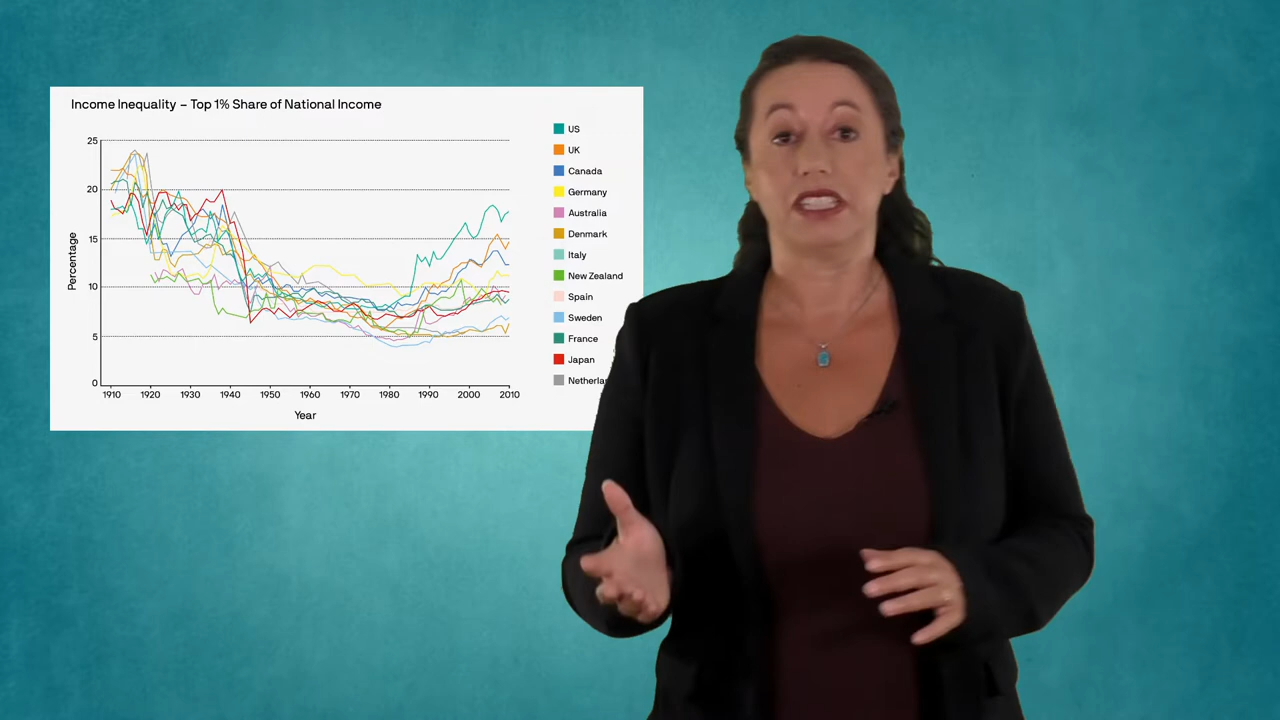 Income Inequality – Top 1% Share of National Income
Percentage
25
20
15
10
5
0
1910 1920 1930 1940 1950 1960 1970 1980 1990 2000 2010
Year
US
UK
Canada
Germany
Australia
Denmark
Italy
New Zealand
Spain
Sweden
France
Japan